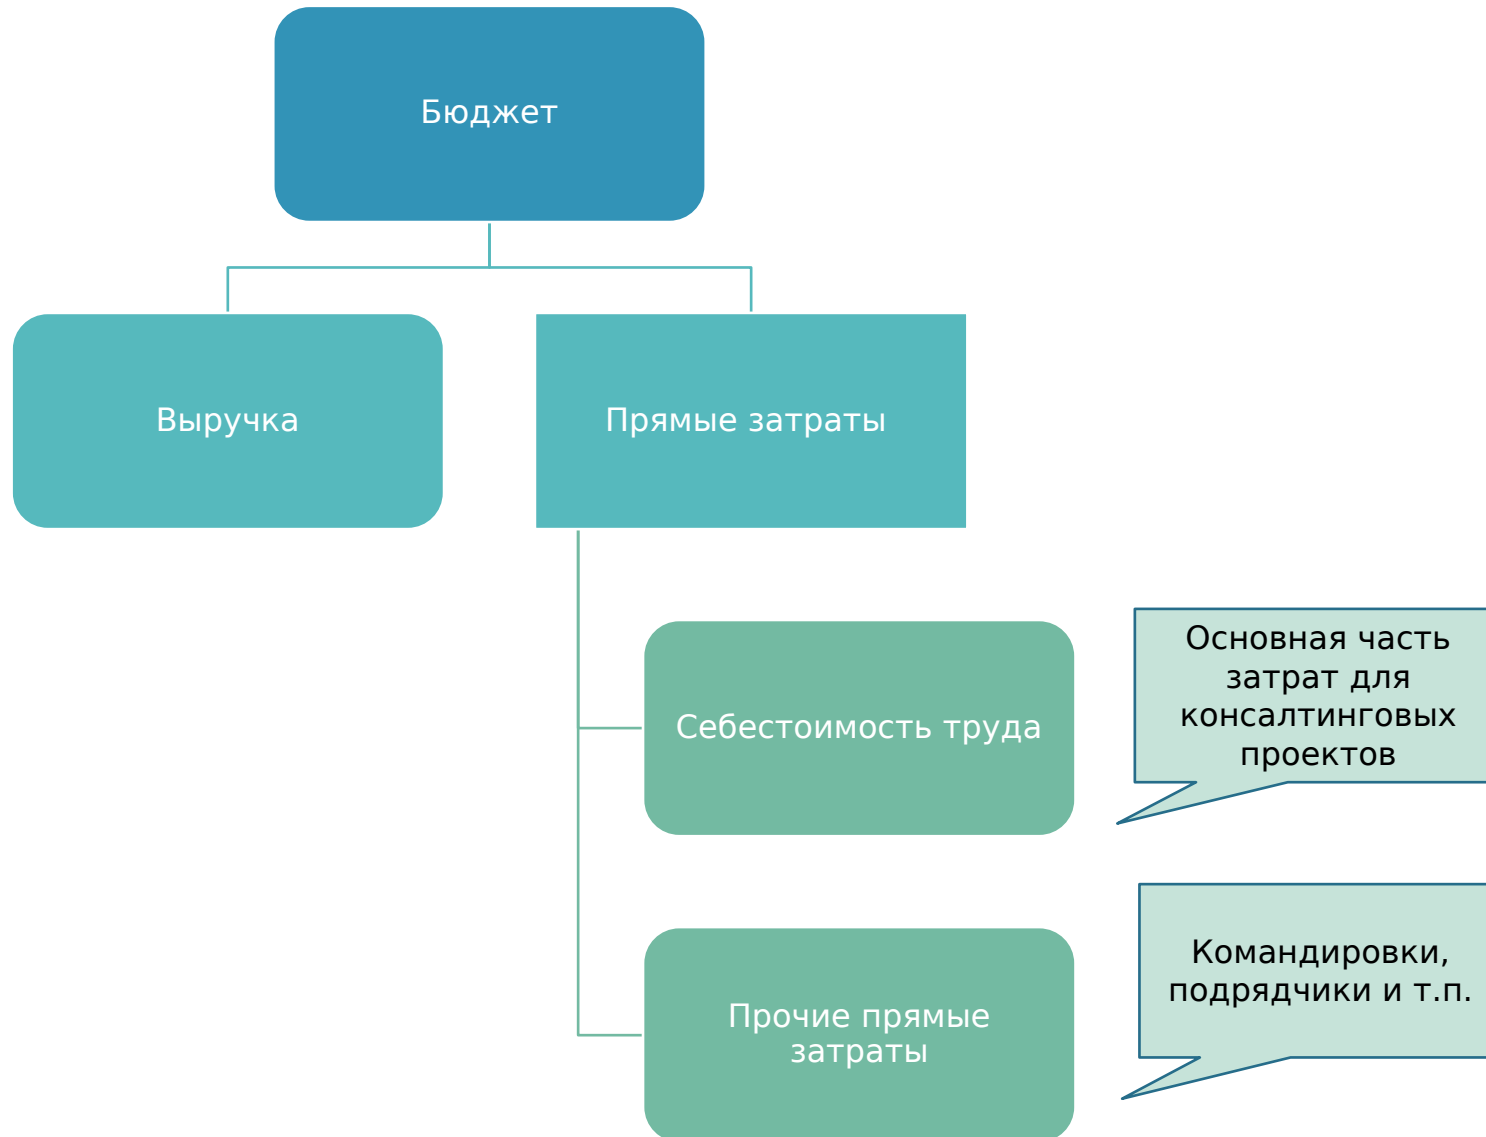 Бюджет
Выручка
Прямые затраты
Себестоимость труда
Основная часть
затрат для
консалтинговых
проектов
Прочие прямые
затраты
Командировки,
подрядчики и т.п.